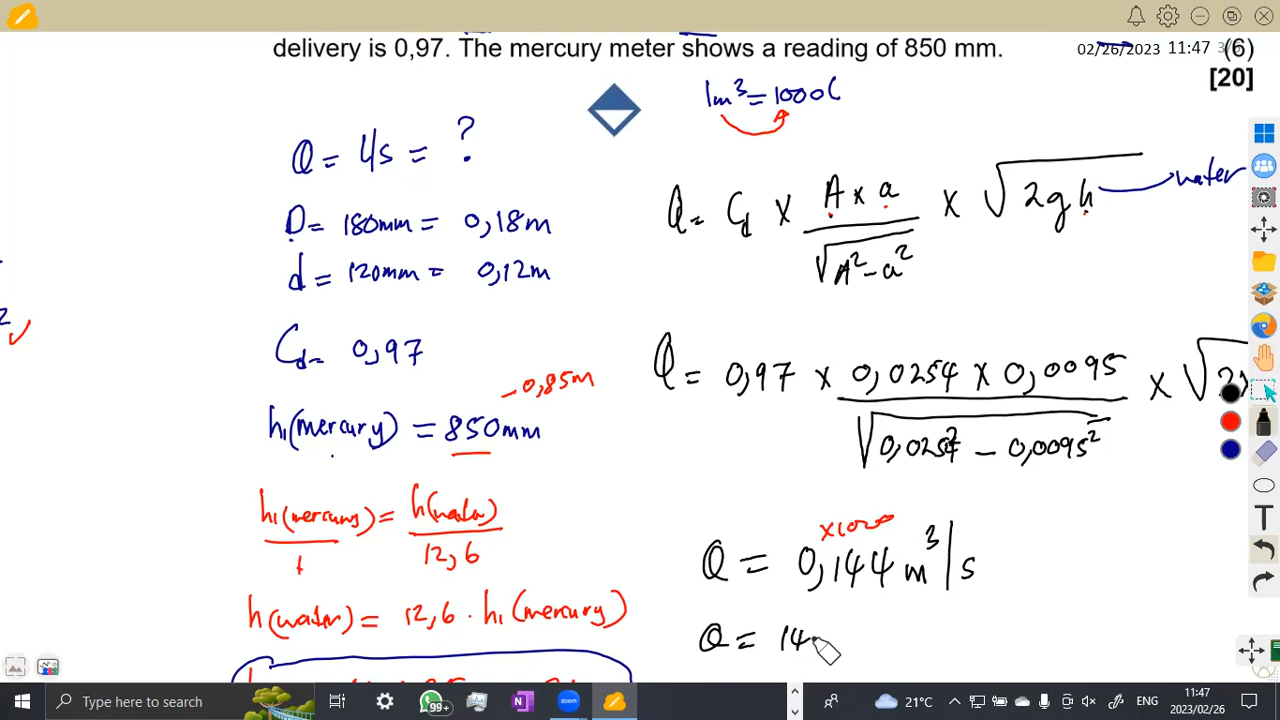 delivery is 0,97. The mercury meter shows a reading of 850 mm.
02/26/2023 11:47
(6)
[20]
1m³ = 1000ℓ
Q = 4s = ?
D = 180mm = 0,18m
d = 120mm = 0,12m
Cd = 0,97
0,85m
h₁(mercury) = 850mm
h₁(mercury) = h(water)
1 12,6
h(water) = 12,6 · h₁(mercury)
Q = Cd × A × a × √2gh water
√A² - a²
Q = 0,97 × 0,0254 × 0,0095 × √2×
√0,0254² - 0,0095²
×1000
Q = 0,144 m³/s
Q = 14
Type here to search
99+
21°C
ENG
11:47
2023/02/26